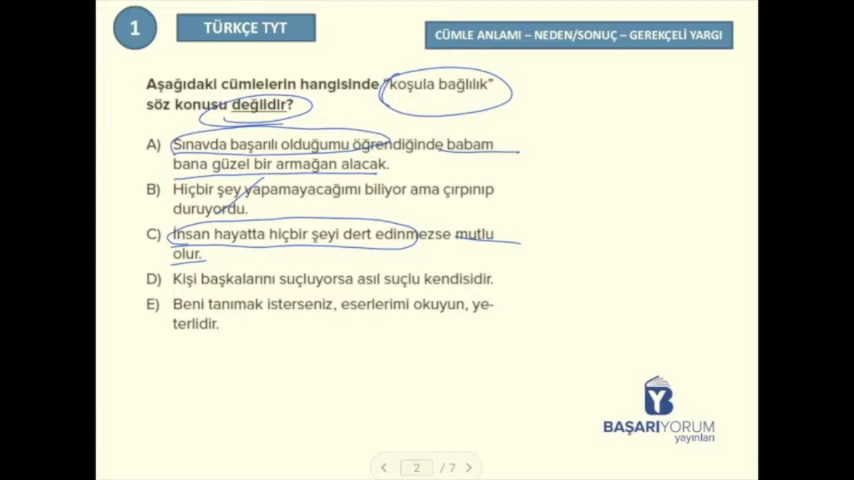 1
TÜRKÇE TYT
CÜMLE ANLAMI – NEDEN/SONUÇ – GEREKÇELİ YARGI
Aşağıdaki cümlelerin hangisinde "koşula bağlılık"
söz konusu değildir?
A) Sınavda başarılı olduğumu öğrendiğinde babam
bana güzel bir armağan alacak.
B) Hiçbir şey yapamayacağımı biliyor ama çırpınıp
duruyordu.
C) İnsan hayatta hiçbir şeyi dert edinmezse mutlu
olur.
D) Kişi başkalarını suçluyorsa asıl suçlu kendisidir.
E) Beni tanımak isterseniz, eserlerimi okuyun, ye-
terlidir.
BAŞARIYORUM
yayınları
2 / 7